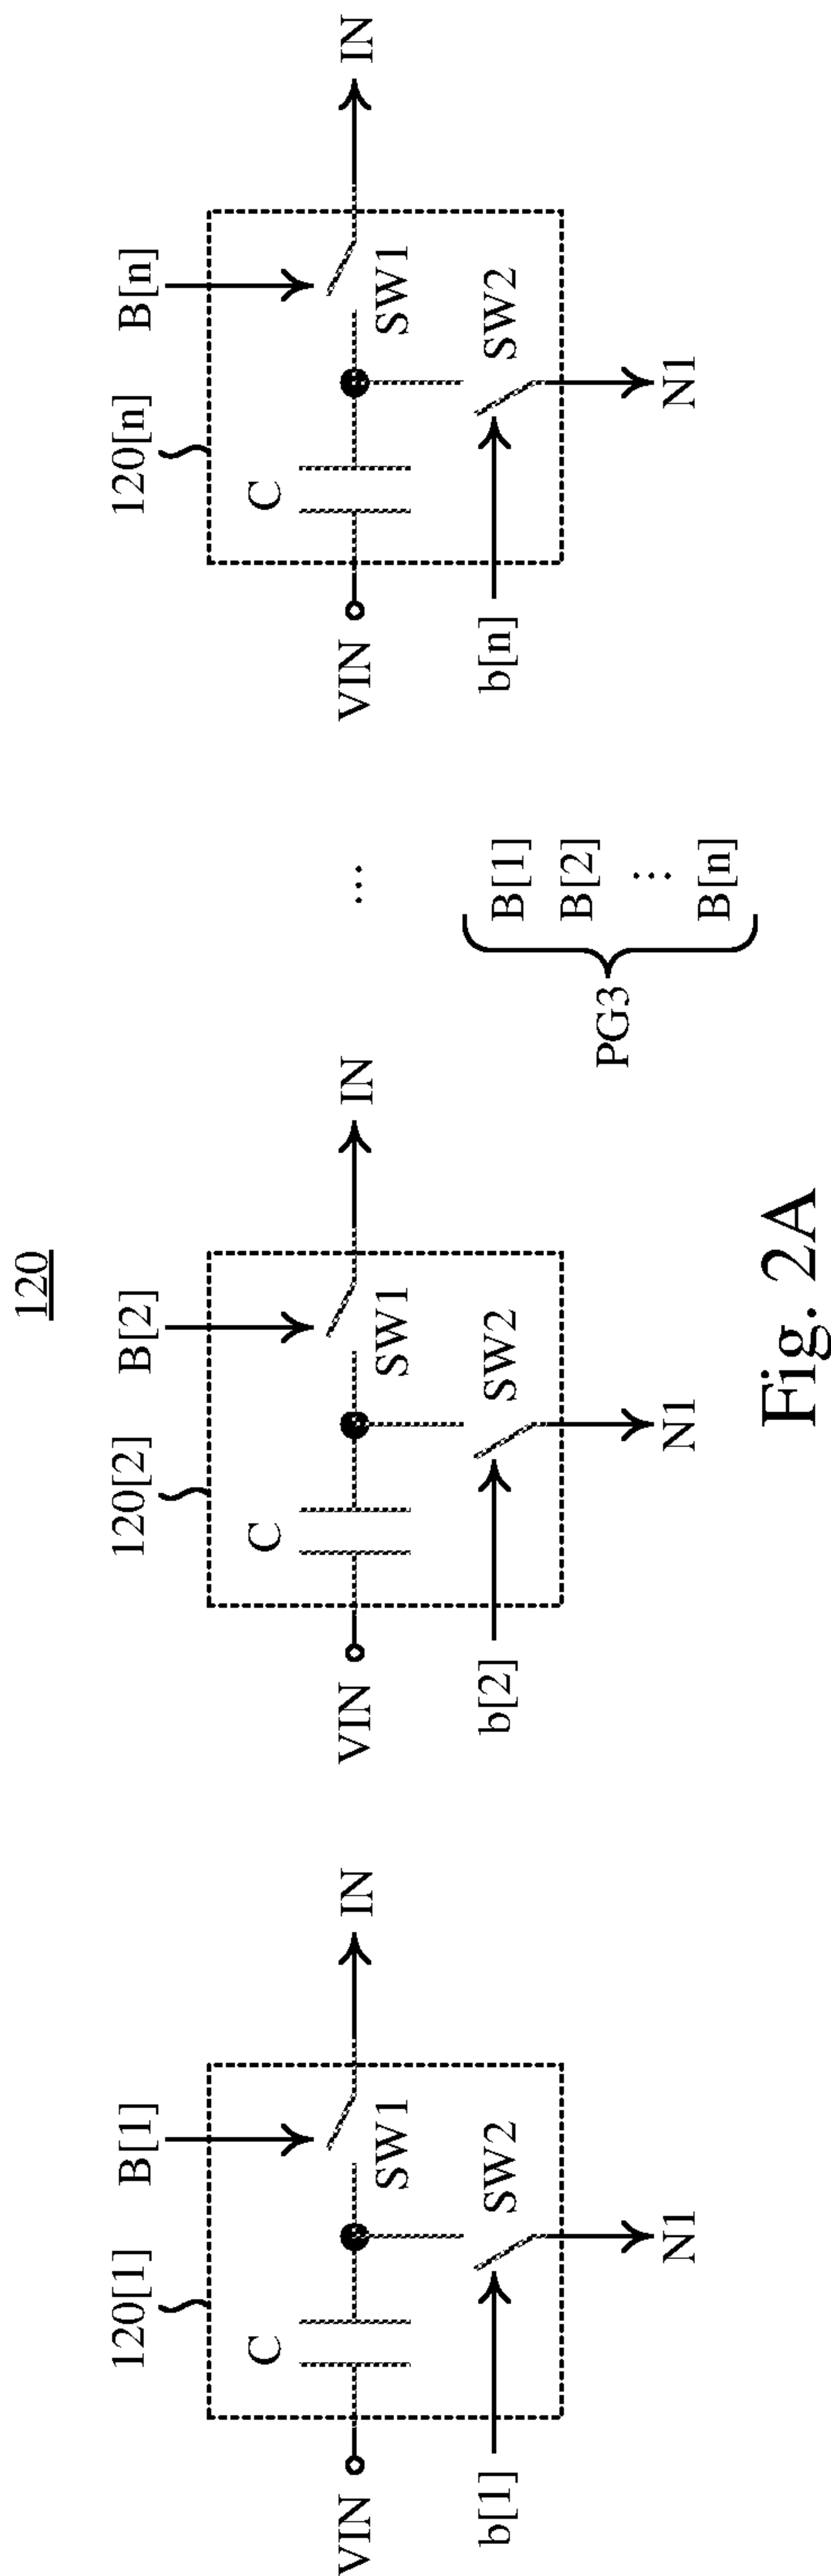 120
120[1]
B[1]
C
VIN
IN
SW1
SW2
b[1]
N1
120[2]
B[2]
C
VIN
IN
SW1
SW2
b[2]
N1
...
120[n]
B[n]
C
VIN
IN
SW1
SW2
b[n]
N1
PG3
B[1]
B[2]
...
B[n]
Fig. 2A